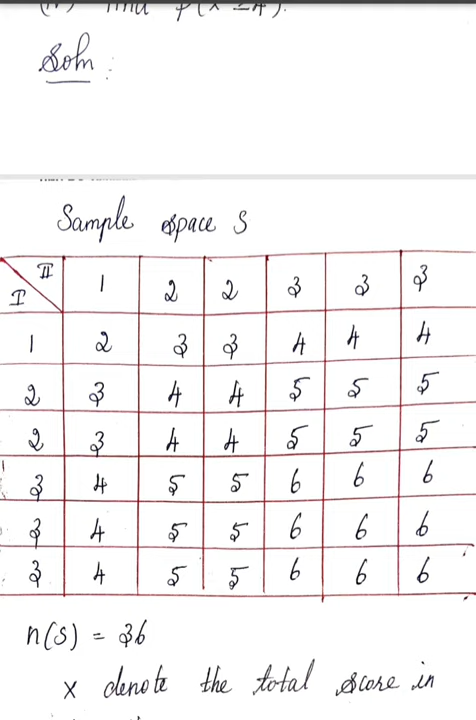 find P(X = 4).
Soln :
Sample space S
II
I
1 2 2 3 3 3
1 2 3 3 4 4 4
2 3 4 4 5 5 5
2 3 4 4 5 5 5
3 4 5 5 6 6 6
3 4 5 5 6 6 6
3 4 5 5 6 6 6
n(S) = 36
X denote the total score in